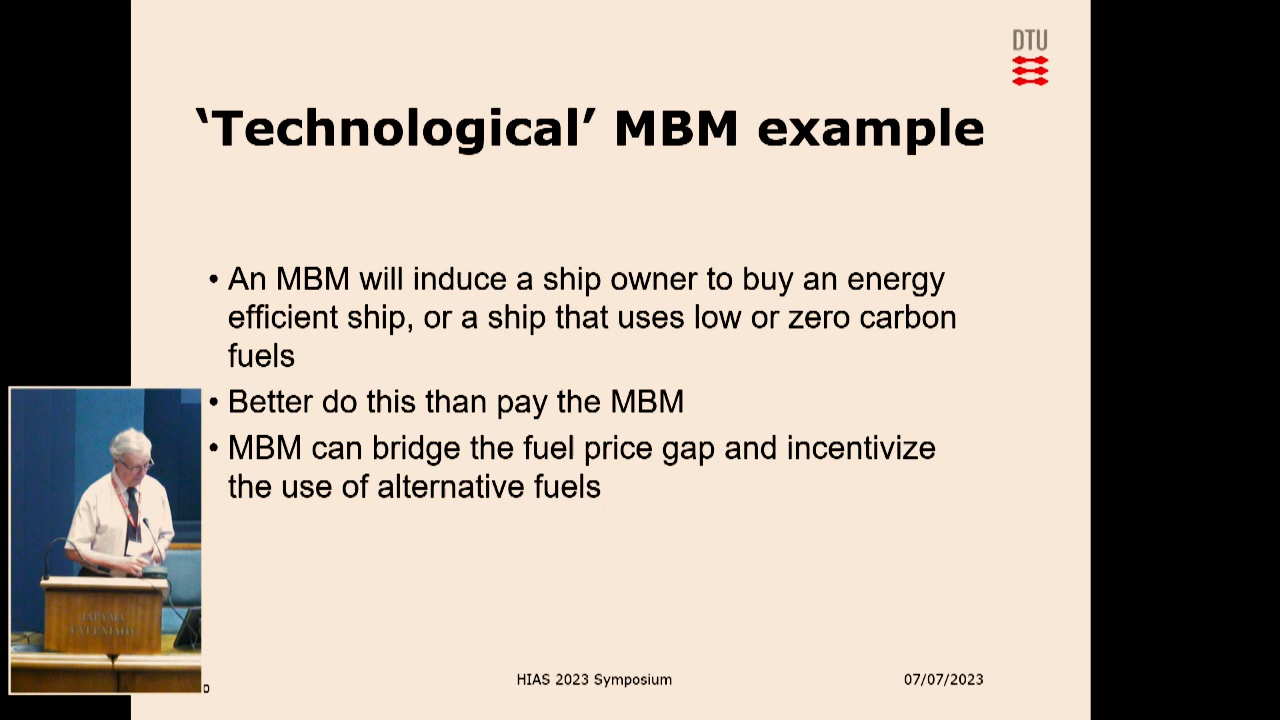 DTU
‘Technological’ MBM example
• An MBM will induce a ship owner to buy an energy
efficient ship, or a ship that uses low or zero carbon
fuels
• Better do this than pay the MBM
• MBM can bridge the fuel price gap and incentivize
the use of alternative fuels
ΙΔΡΥΜΑ
ΕΥΓΕΝΙΔΟΥ
HIAS 2023 Symposium
07/07/2023